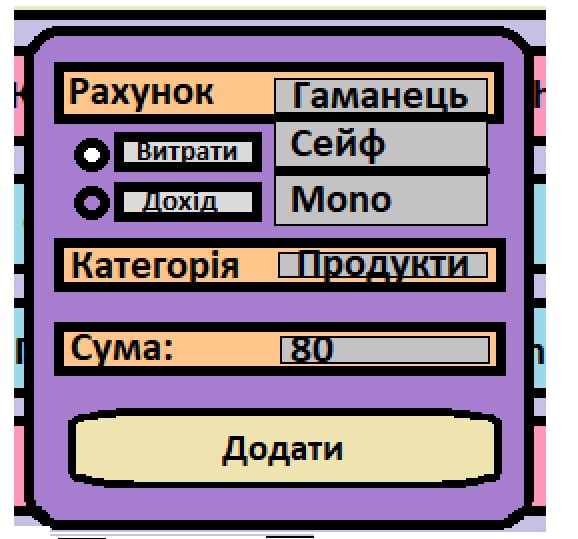 Рахунок Гаманець
Витрати Сейф
Дохід Mono
Категорія Продукти
Сума: 80
Додати